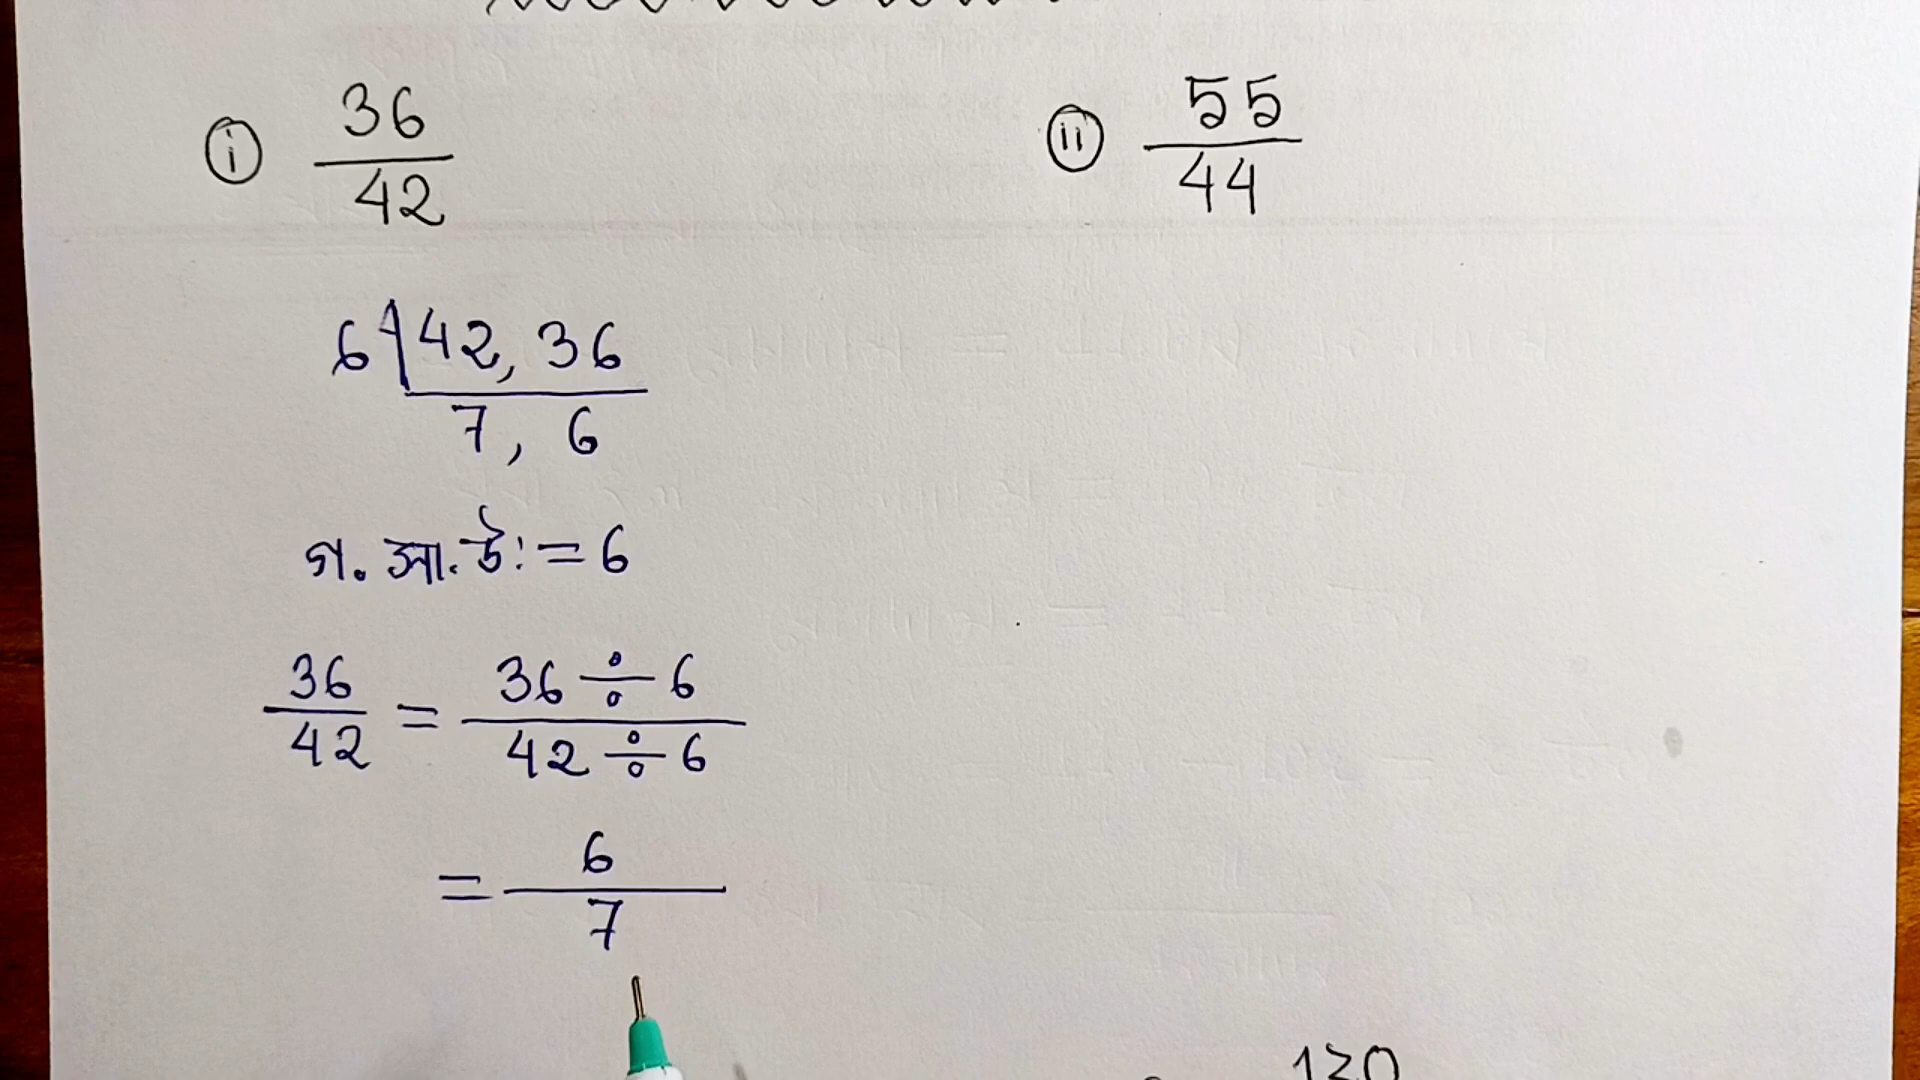 i 36/42
6 | 42, 36
7, 6
গ. সা. উ: = 6
36/42 = 36 ÷ 6/42 ÷ 6
= 6/7
ii 55/44
120